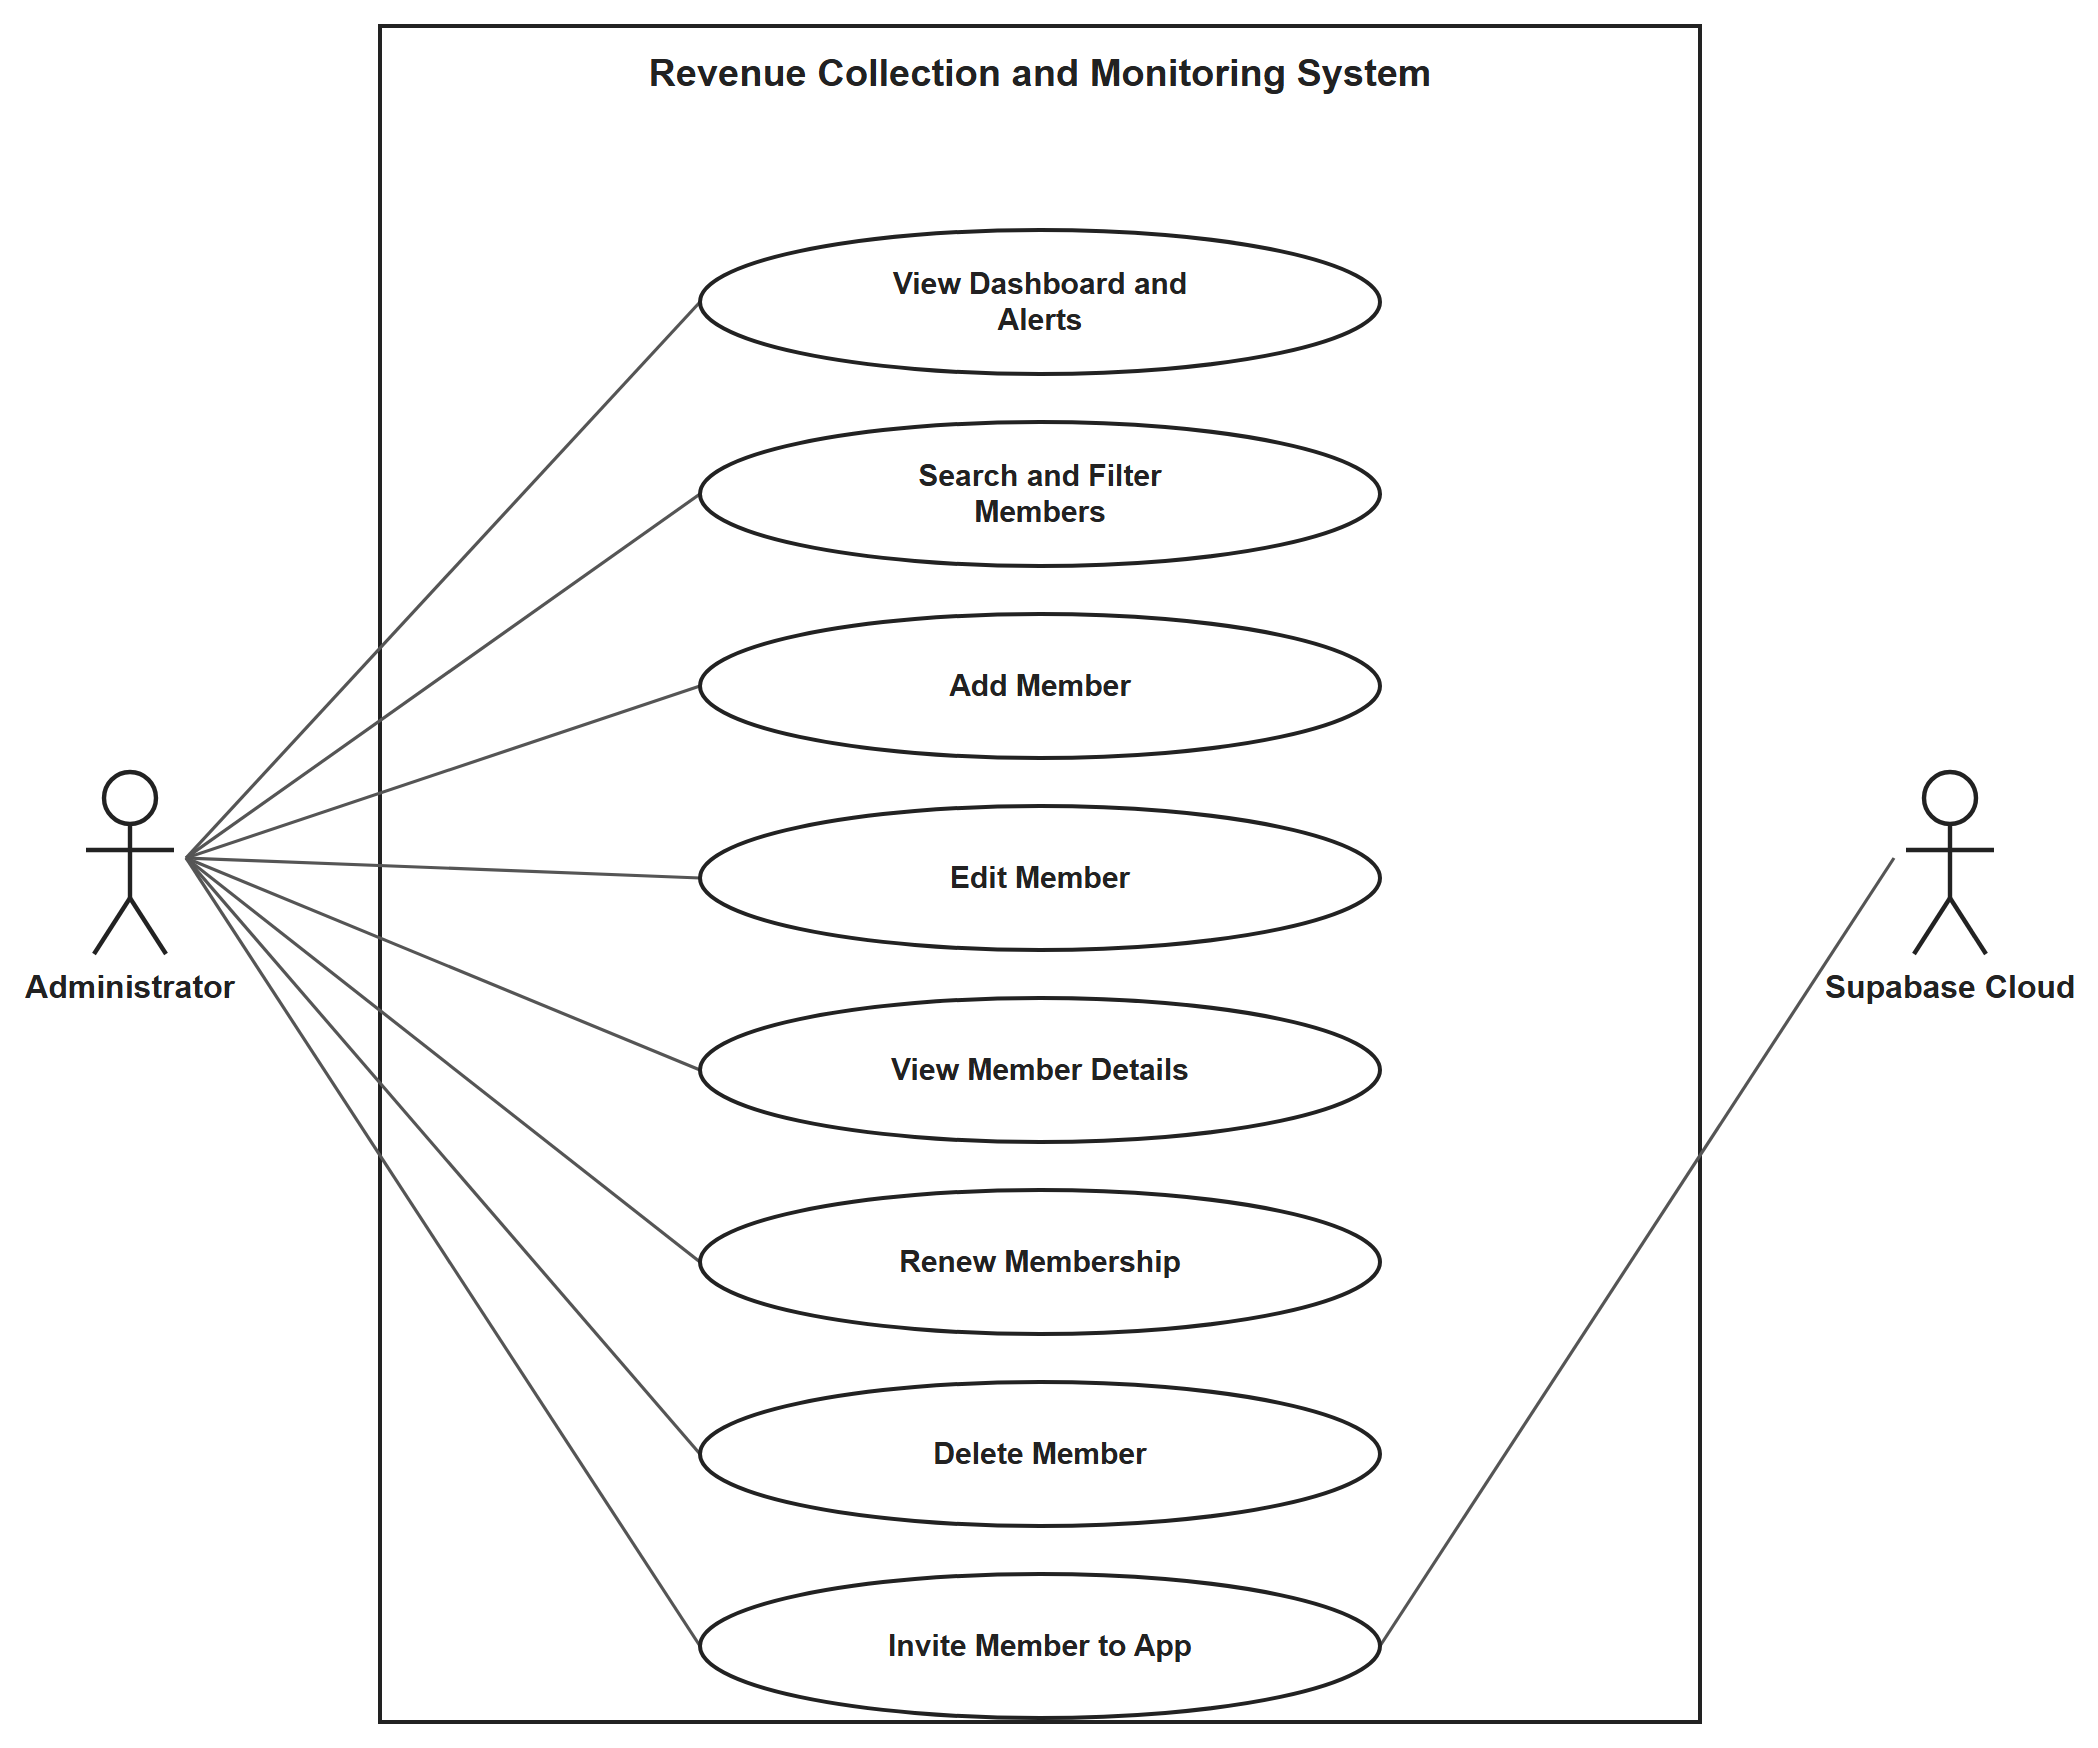 Revenue Collection and Monitoring System
View Dashboard and
Alerts
Search and Filter
Members
Add Member
Edit Member
Administrator
Supabase Cloud
View Member Details
Renew Membership
Delete Member
Invite Member to App